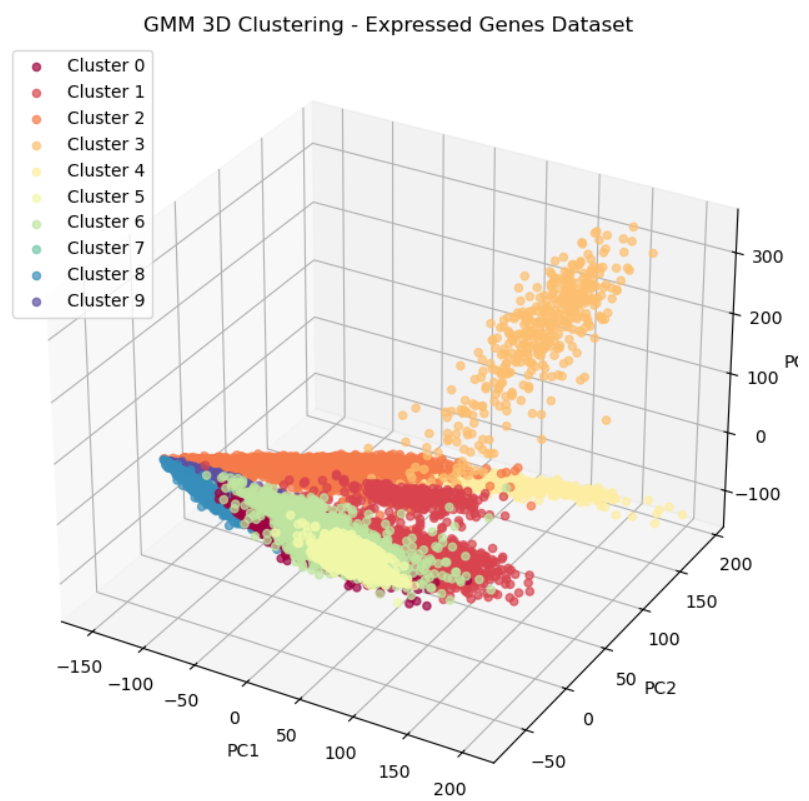 GMM 3D Clustering - Expressed Genes Dataset
Cluster 0
Cluster 1
Cluster 2
Cluster 3
Cluster 4
Cluster 5
Cluster 6
Cluster 7
Cluster 8
Cluster 9
300
200
100
0
−100
PC
200
150
100
50
0
−50
PC2
−150
−100
−50
0
50
100
150
200
PC1